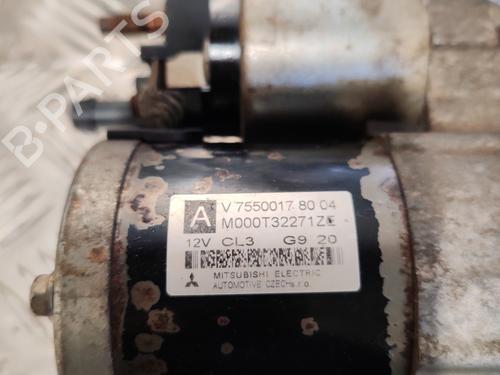 B-PARTS
A
V 7550017 80 04
M000T32271ZE
12V CL3 G9 20
MITSUBISHI ELECTRIC
AUTOMOTIVE CZECH s.r.o.